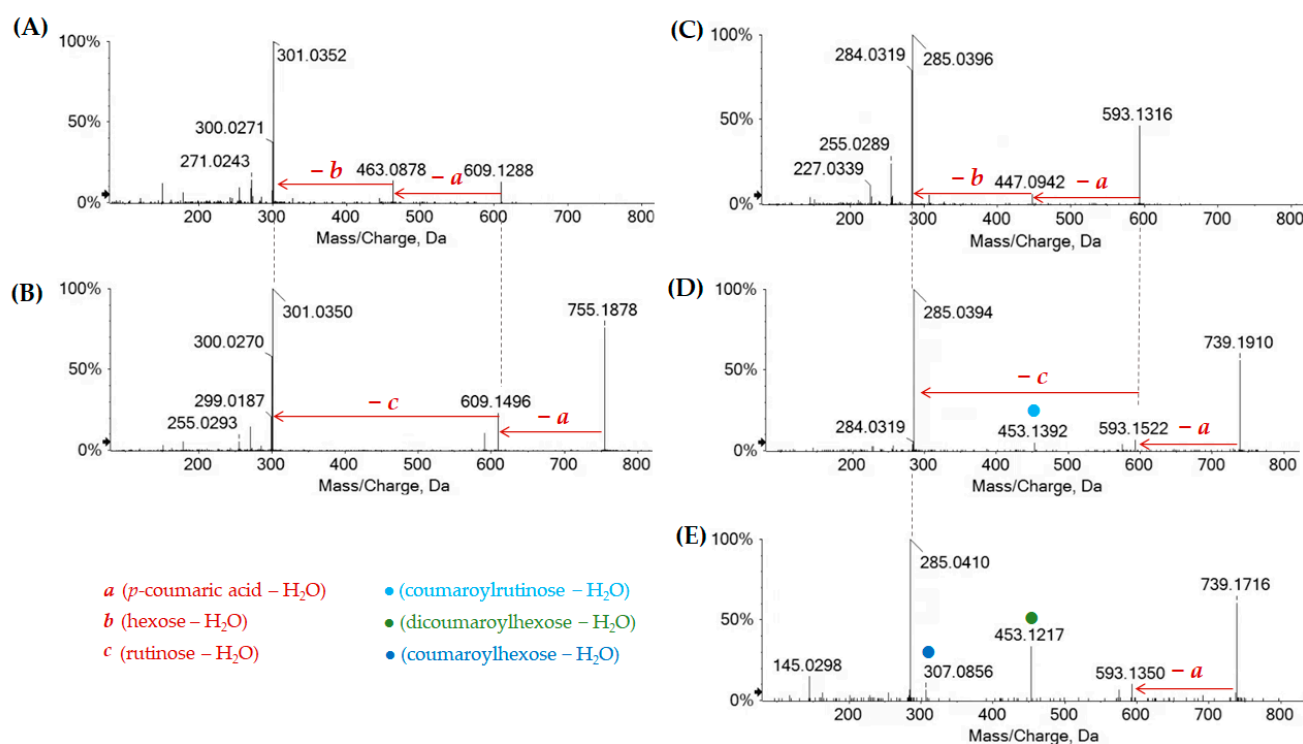 (A)
100%
301.0352
50%
300.0271
271.0243
– b
463.0878
– a
609.1288
0%
200 300 400 500 600 700 800
Mass/Charge, Da
(B)
100%
301.0350
755.1878
300.0270
50%
299.0187
255.0293
– c
609.1496
– a
0%
200 300 400 500 600 700 800
Mass/Charge, Da
(C)
100%
284.0319
285.0396
593.1316
50%
255.0289
227.0339
– b
447.0942
– a
0%
200 300 400 500 600 700 800
Mass/Charge, Da
(D)
100%
285.0394
739.1910
50%
– c
284.0319
453.1392
593.1522
– a
0%
200 300 400 500 600 700 800
Mass/Charge, Da
(E)
100%
285.0410
739.1716
50%
453.1217
145.0298
307.0856
593.1350
– a
0%
200 300 400 500 600 700 800
Mass/Charge, Da
a (p-coumaric acid – H₂O)
b (hexose – H₂O)
c (rutinose – H₂O)
(coumaroylrutinose – H₂O)
(dicoumaroylhexose – H₂O)
(coumaroylhexose – H₂O)